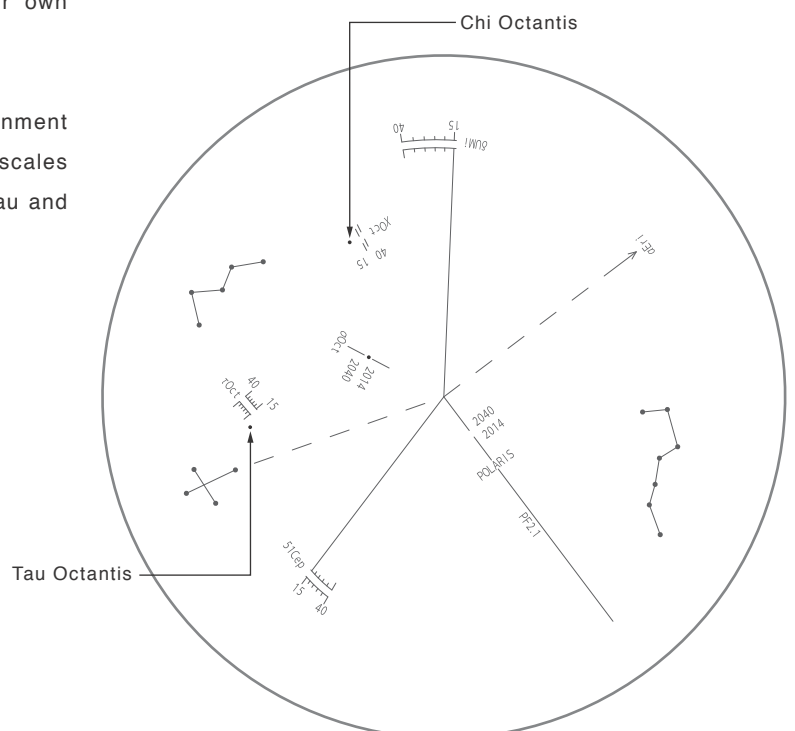 r own
Chi Octantis
nment
scales
au and
40 15
δUMi
χOct
40
15
αEri
σOct
2040
2014
τOct
40
15
2040
2014
POLARIS
PF2.1
51Cep
15
40
Tau Octantis